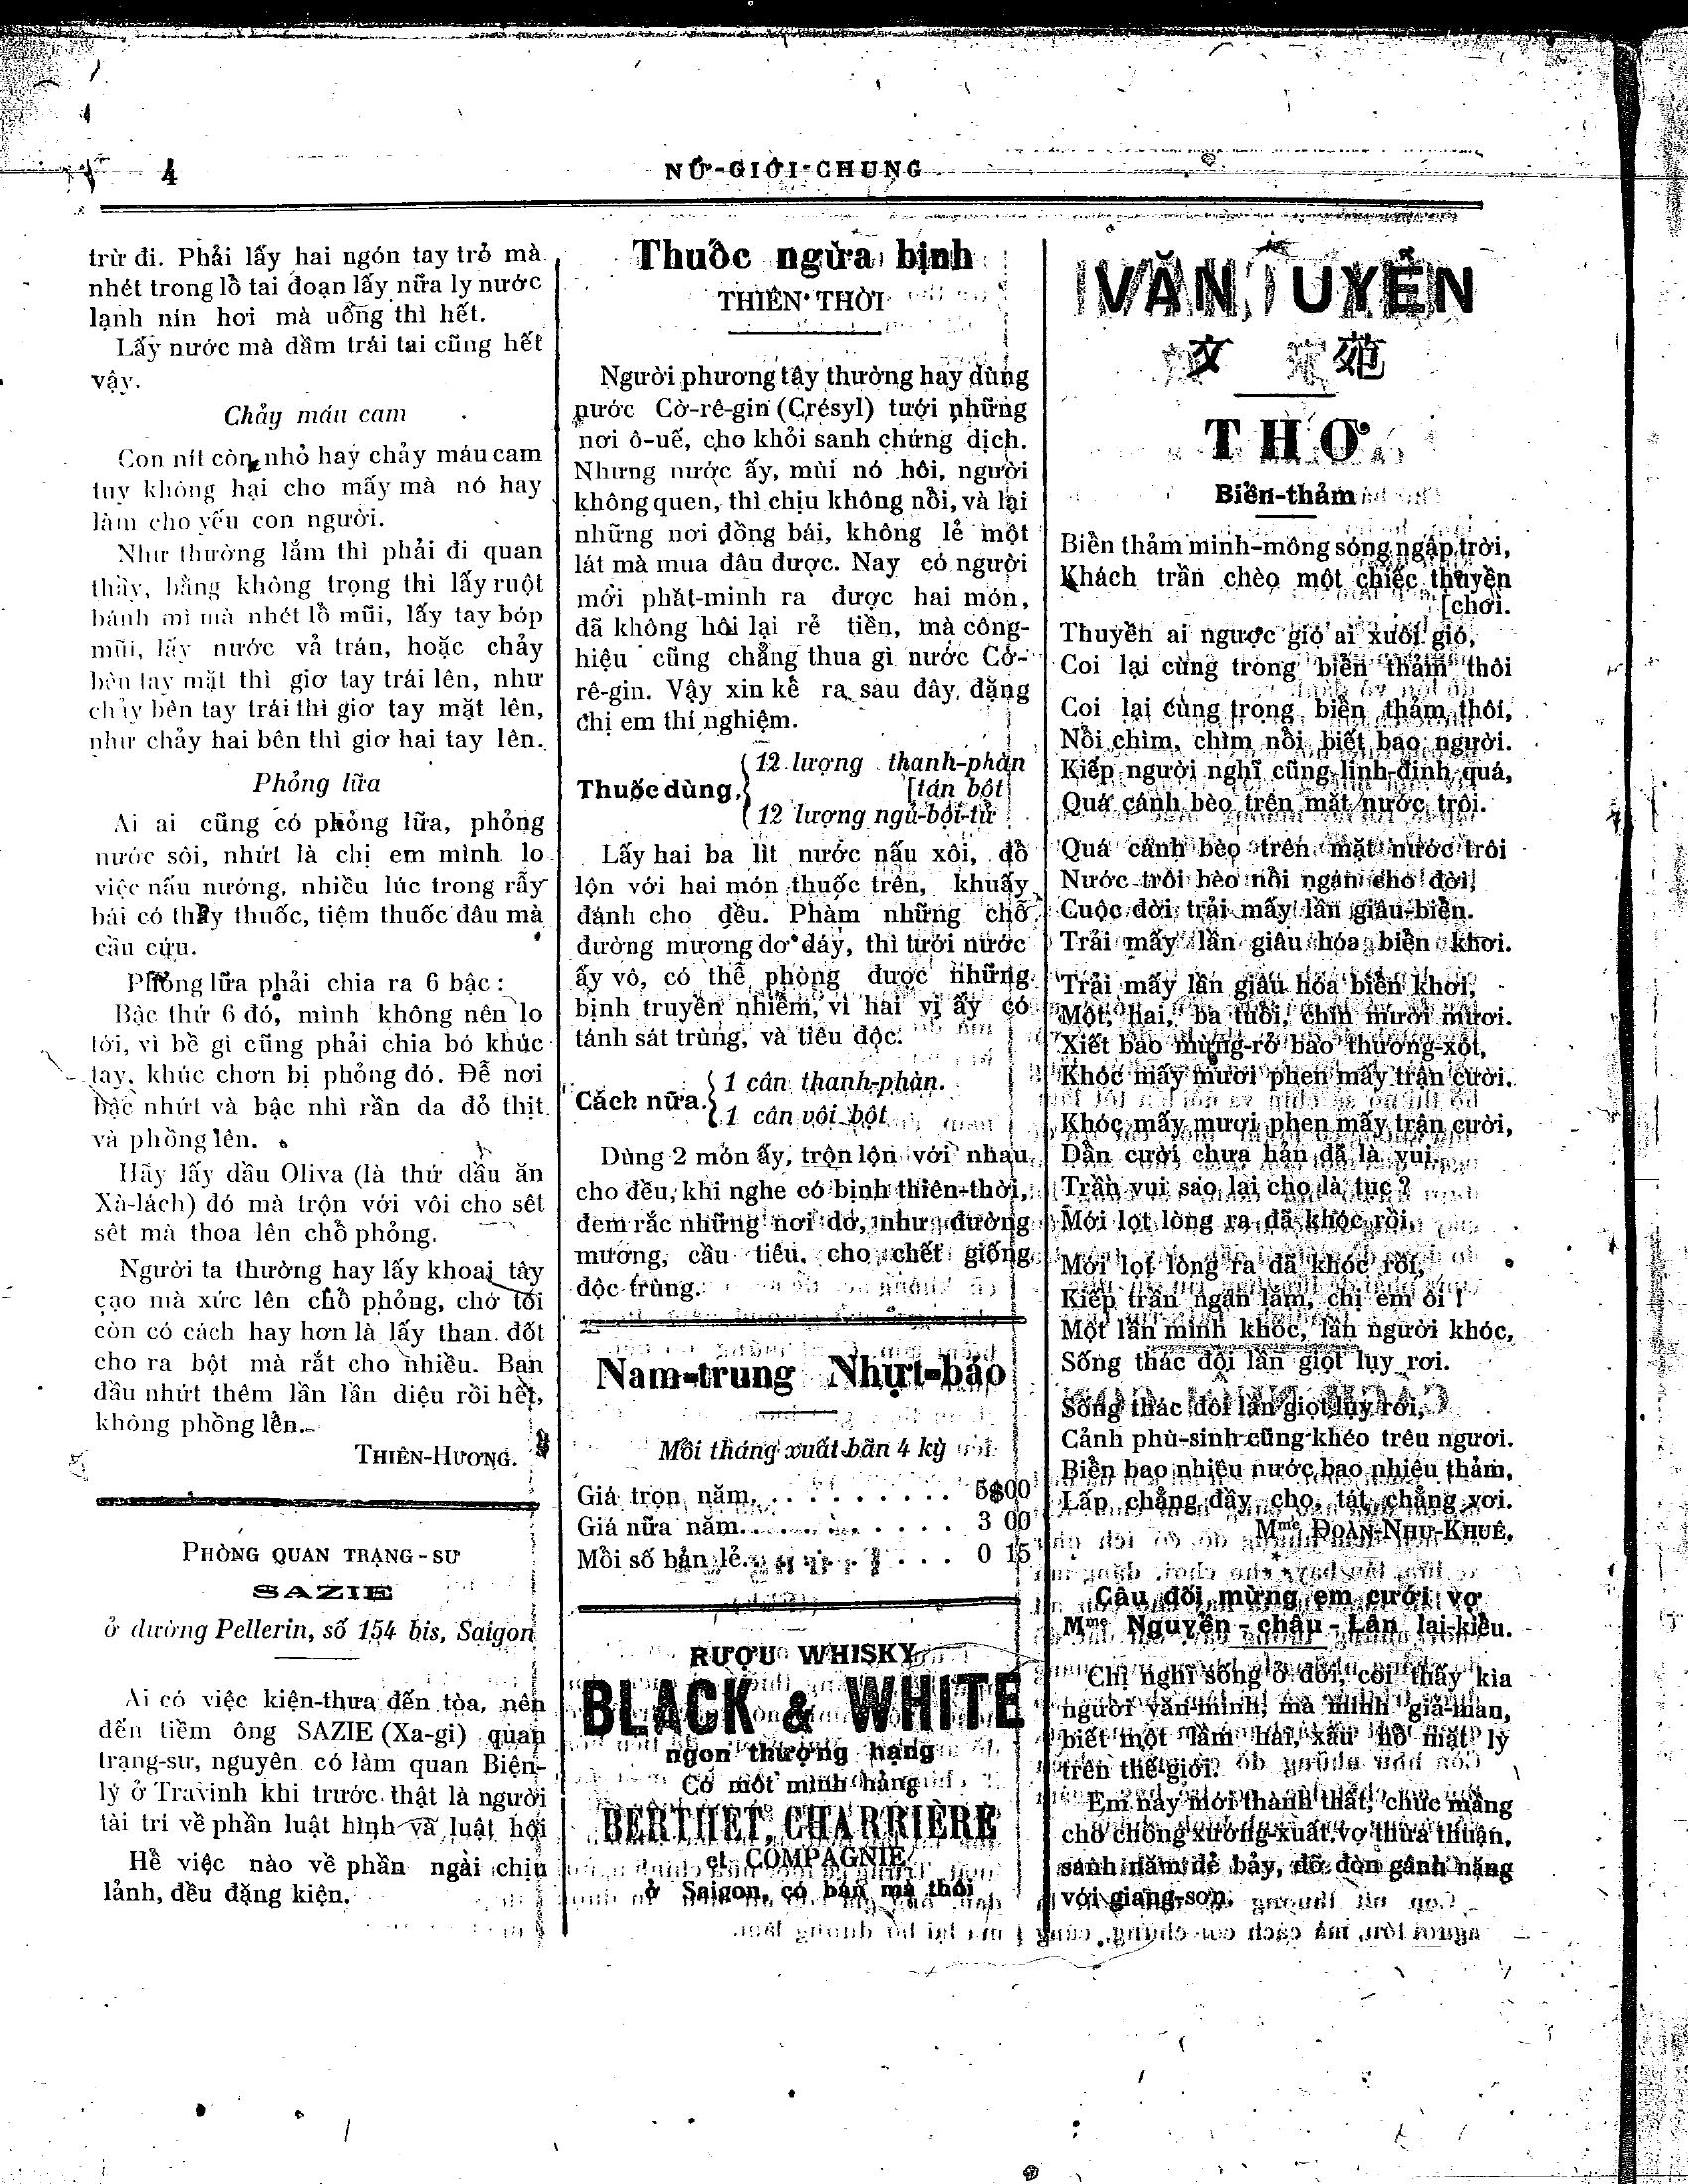 4
NỮ-GIỚI-CHUNG
trừ đi. Phải lấy hai ngón tay trỏ mà
nhét trong lỗ tai đoạn lấy nữa ly nước
lạnh nín hơi mà uống thì hết.
Lấy nước mà dầm trái tai cũng hết
vậy.
Chảy máu cam
Con nít còn nhỏ hay chảy máu cam
tuy không hại cho mấy mà nó hay
làm cho yếu con người.
Như thường lắm thì phải đi quan
thầy, bằng không trọng thì lấy ruột
bánh mì mà nhét lỗ mũi, lấy tay bóp
mũi, lấy nước vả trán, hoặc chảy
bên tay mặt thì giơ tay trái lên, như
chảy bên tay trái thì giơ tay mặt lên,
như chảy hai bên thì giơ hai tay lên.
Phỏng lữa
Ai ai cũng có phỏng lữa, phỏng
nước sôi, nhứt là chị em mình lo
việc nấu nướng, nhiều lúc trong rẫy
bái có thầy thuốc, tiệm thuốc đâu mà
cầu cứu.
Phỏng lữa phải chia ra 6 bậc :
Bậc thứ 6 đó, mình không nên lo
tới, vì bề gì cũng phải chia bỏ khúc
tay, khúc chơn bị phỏng đó. Để nơi
bậc nhứt và bậc nhì rần da đỏ thịt
và phồng lên.
Hãy lấy dầu Oliva (là thứ dầu ăn
Xà-lách) đó mà trộn với vôi cho sêt
sêt mà thoa lên chỗ phỏng.
Người ta thường hay lấy khoai tây
cạo mà xức lên chỗ phỏng, chớ tôi
còn có cách hay hơn là lấy than đốt
cho ra bột mà rắt cho nhiều. Ban
đầu nhứt thêm lần lần diệu rồi hết,
không phồng lên.
THIÊN-HƯƠNG.
PHÒNG QUAN TRẠNG-SƯ
SAZIE
ở đường Pellerin, số 154 bis, Saigon
Ai có việc kiện-thưa đến tòa, nên
đến tiềm ông SAZIE (Xa-gi) quan
trạng-sư, nguyên có làm quan Biện-
lý ở Travinh khi trước thật là người
tài trí về phần luật hình và luật hội
Hễ việc nào về phần ngài chịu
lảnh, đều đặng kiện.
Thuốc ngừa bịnh
THIÊN THỜI
Người phương tây thường hay dùng
nước Cờ-rê-gin (Crésyl) tưới những
nơi ô-uế, cho khỏi sanh chứng dịch.
Nhưng nước ấy, mùi nó hôi, người
không quen, thì chịu không nổi, và lại
những nơi đồng bái, không lẻ một
lát mà mua đâu được. Nay có người
mới phát-minh ra được hai món,
đã không hôi lại rẻ tiền, mà công-
hiệu cũng chẳng thua gì nước Cờ-
rê-gin. Vậy xin kể ra sau đây, đặng
chị em thí nghiệm.
Thuốc dùng, 12 lượng thanh-phàn
[tán bột
12 lượng ngũ-bội-tử
Lấy hai ba lít nước nấu xôi, đổ
lộn với hai món thuốc trên, khuấy
đánh cho đều. Phàm những chỗ
đường mương dơ dáy, thì tưới nước
ấy vô, có thể phòng được những
bịnh truyền nhiễm, vì hai vị ấy có
tánh sát trùng, và tiêu độc.
Cách nữa. 1 cân thanh-phàn.
1 cân vôi bột
Dùng 2 món ấy, trộn lộn với nhau
cho đều, khi nghe có bịnh thiên-thời,
đem rắc những nơi dơ, như đường
mương, cầu tiêu, cho chết giống
độc trùng.
Nam-trung Nhựt-báo
Mỗi tháng xuất bãn 4 kỳ
Giá trọn năm. . . . . . . . . . 5$00
Giá nữa năm. . . . . . . . . . 3 00
Mỗi số bán lẻ. . . . . . . . . . 0 15
RƯỢU WHISKY
BLACK & WHITE
ngon thượng hạng
Có một mình hảng
BERTHET, CHARRIÈRE
et COMPAGNIE
ở Saigon, có bán mà thôi
VĂN UYỂN
文 苑
THƠ
Biển-thảm
Biển thảm minh-mông sóng ngập trời,
Khách trần chèo một chiếc thuyền
[chơi.
Thuyền ai ngược gió ai xuôi gió,
Coi lại cùng trong biển thảm thôi
Coi lại cùng trong biển thảm thôi,
Nổi chìm, chìm nổi biết bao người.
Kiếp người nghĩ cũng linh-đinh quá,
Quá cánh bèo trên mặt nước trôi.
Quá cánh bèo trên mặt nước trôi
Nước trôi bèo nổi ngán cho đời,
Cuộc đời trải mấy lần giâu-biển.
Trải mấy lần giâu hóa biển khơi.
Trải mấy lần giâu hóa biển khơi,
Một, hai, ba tuổi, chín mười mươi.
Xiết bao mừng-rỡ bao thương-xót,
Khóc mấy mươi phen mấy trận cười.
Khóc mấy mươi phen mấy trận cười,
Dẫn cười chưa hản đã là vui.
Trần vui sao lại cho là tục ?
Mới lọt lòng ra đã khóc rồi.
Mới lọt lòng ra đã khóc rồi,
Kiếp trần ngán lắm, chị em ôi !
Một lần mình khóc, lần người khóc,
Sống thác đôi lần giọt lụy rơi.
Sống thác đôi lần giọt lụy rơi,
Cảnh phù-sinh cũng khéo trêu ngươi.
Biển bao nhiêu nước bao nhiêu thảm,
Lấp chẳng đầy cho, tát chẳng vơi.
Mme ĐOÀN-NHƯ-KHUÊ.
Câu đối mừng em cưới vợ
Mme Nguyễn - châu - Lân lai-kiểu.
Chị nghĩ sống ở đời, coi thấy kìa
người văn-minh, mà mình giã-man,
biết một lầm hai, xấu hổ mặt lý
trên thế-giới.
Em nay mới thành thất, chúc mầng
cho chồng xướng-xuất, vợ thừa thuận,
sanh năm đẻ bảy, đỡ đòn gánh nặng
với giang-sơn.